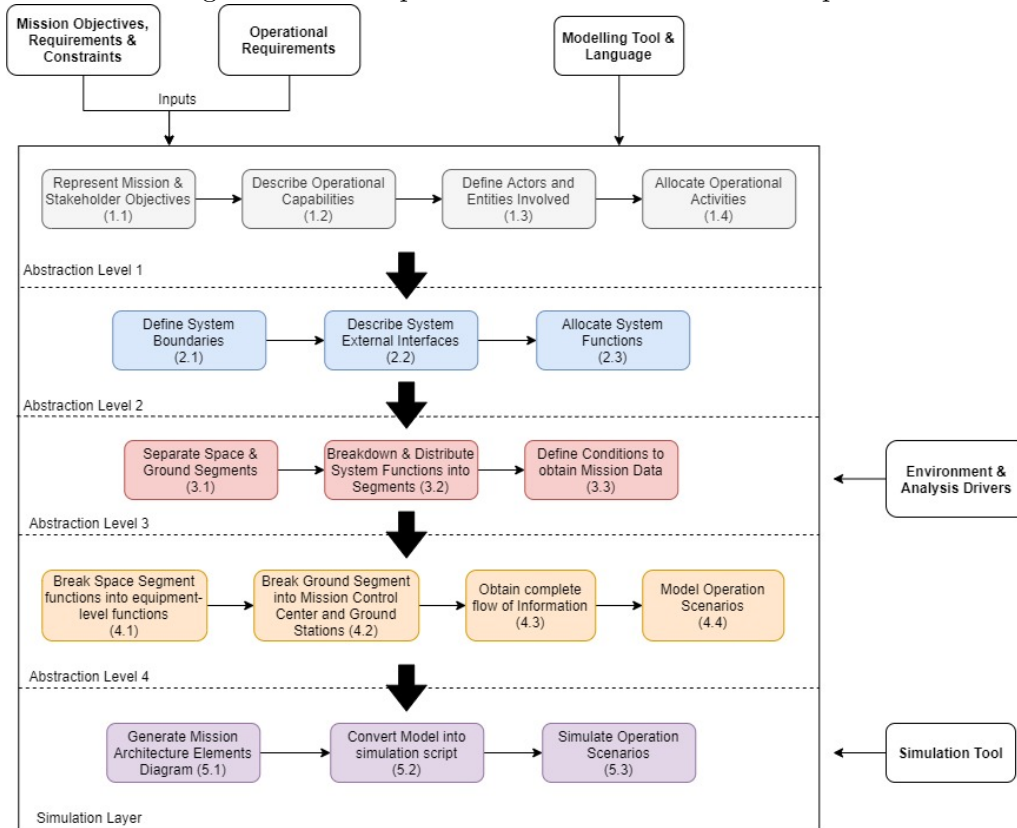 Mission Objectives,
Requirements &
Constraints
Operational
Requirements
Modelling Tool &
Language
Inputs
Represent Mission &
Stakeholder Objectives
(1.1)
Describe Operational
Capabilities
(1.2)
Define Actors and
Entities Involved
(1.3)
Allocate Operational
Activities
(1.4)
Abstraction Level 1
Define System
Boundaries
(2.1)
Describe System
External Interfaces
(2.2)
Allocate System
Functions
(2.3)
Abstraction Level 2
Separate Space &
Ground Segments
(3.1)
Breakdown & Distribute
System Functions into
Segments (3.2)
Define Conditions to
obtain Mission Data
(3.3)
Environment &
Analysis Drivers
Abstraction Level 3
Break Space Segment
functions into equipment-
level functions
(4.1)
Break Ground Segment
into Mission Control
Center and Ground
Stations (4.2)
Obtain complete
flow of Information
(4.3)
Model Operation
Scenarios
(4.4)
Abstraction Level 4
Generate Mission
Architecture Elements
Diagram (5.1)
Convert Model into
simulation script
(5.2)
Simulate Operation
Scenarios
(5.3)
Simulation Tool
Simulation Layer